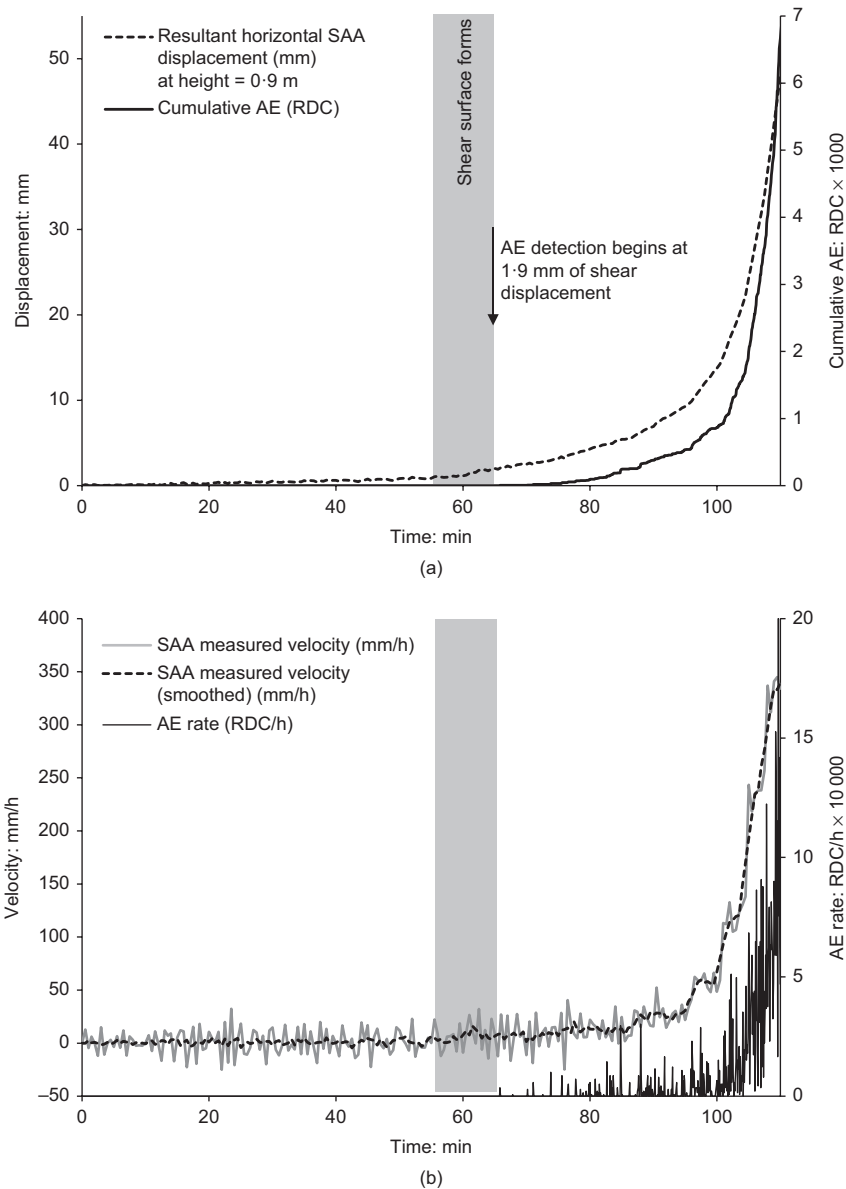 Resultant horizontal SAA
displacement (mm)
at height = 0·9 m
Cumulative AE (RDC)
Shear surface forms
AE detection begins at
1·9 mm of shear
displacement
50
40
30
20
10
0
Displacement: mm
7
6
5
4
3
2
1
0
Cumulative AE: RDC × 1000
0 20 40 60 80 100
Time: min
(a)
SAA measured velocity (mm/h)
SAA measured velocity
(smoothed) (mm/h)
AE rate (RDC/h)
400
350
300
250
200
150
100
50
0
–50
Velocity: mm/h
20
15
10
5
0
AE rate: RDC/h × 10 000
0 20 40 60 80 100
Time: min
(b)